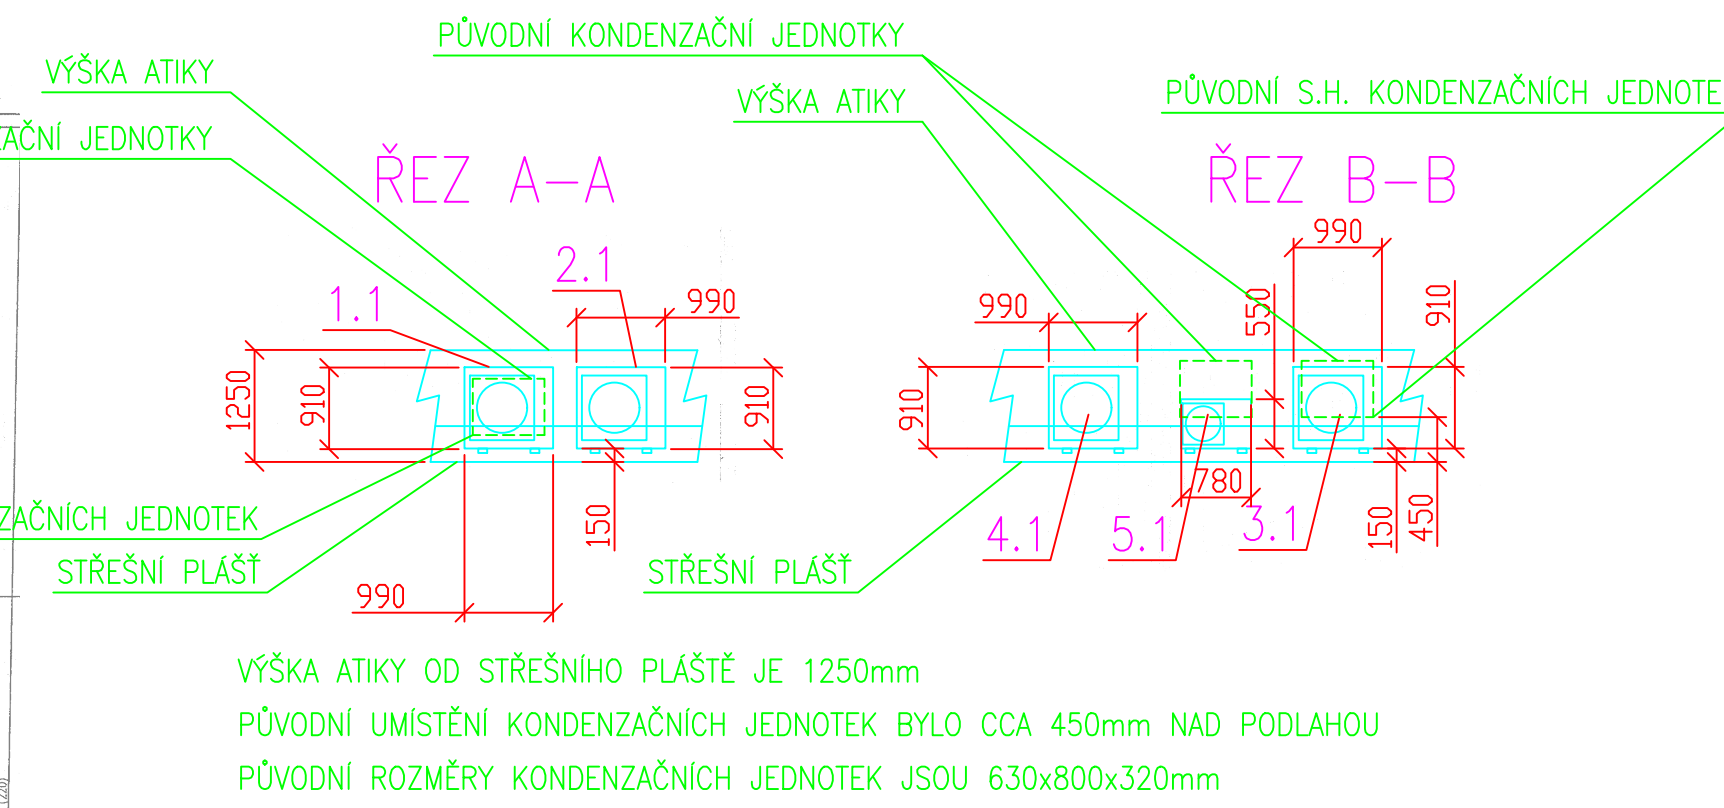 PŮVODNÍ KONDENZAČNÍ JEDNOTKY
VÝŠKA ATIKY
VÝŠKA ATIKY
PŮVODNÍ S.H. KONDENZAČNÍCH JEDNOTE
ZAČNÍ JEDNOTKY
ŘEZ A-A
ŘEZ B-B
990
2.1
1.1
990
990
550
910
1250
910
910
910
780
4.1
5.1
3.1
150
150
450
ZAČNÍCH JEDNOTEK
STŘEŠNÍ PLÁŠŤ
STŘEŠNÍ PLÁŠŤ
990
VÝŠKA ATIKY OD STŘEŠNÍHO PLÁŠTĚ JE 1250mm
PŮVODNÍ UMÍSTĚNÍ KONDENZAČNÍCH JEDNOTEK BYLO CCA 450mm NAD PODLAHOU
PŮVODNÍ ROZMĚRY KONDENZAČNÍCH JEDNOTEK JSOU 630x800x320mm
(220)